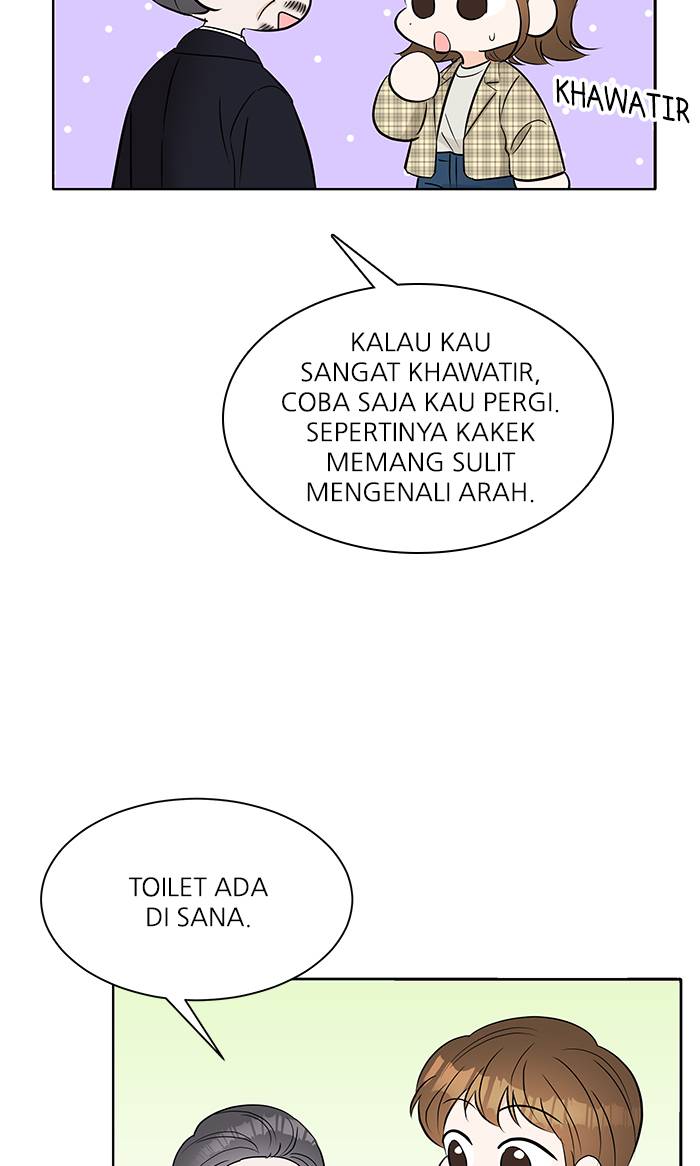 KHAWATIR
KALAU KAU
SANGAT KHAWATIR,
COBA SAJA KAU PERGI.
SEPERTINYA KAKEK
MEMANG SULIT
MENGENALI ARAH.
TOILET ADA
DI SANA.